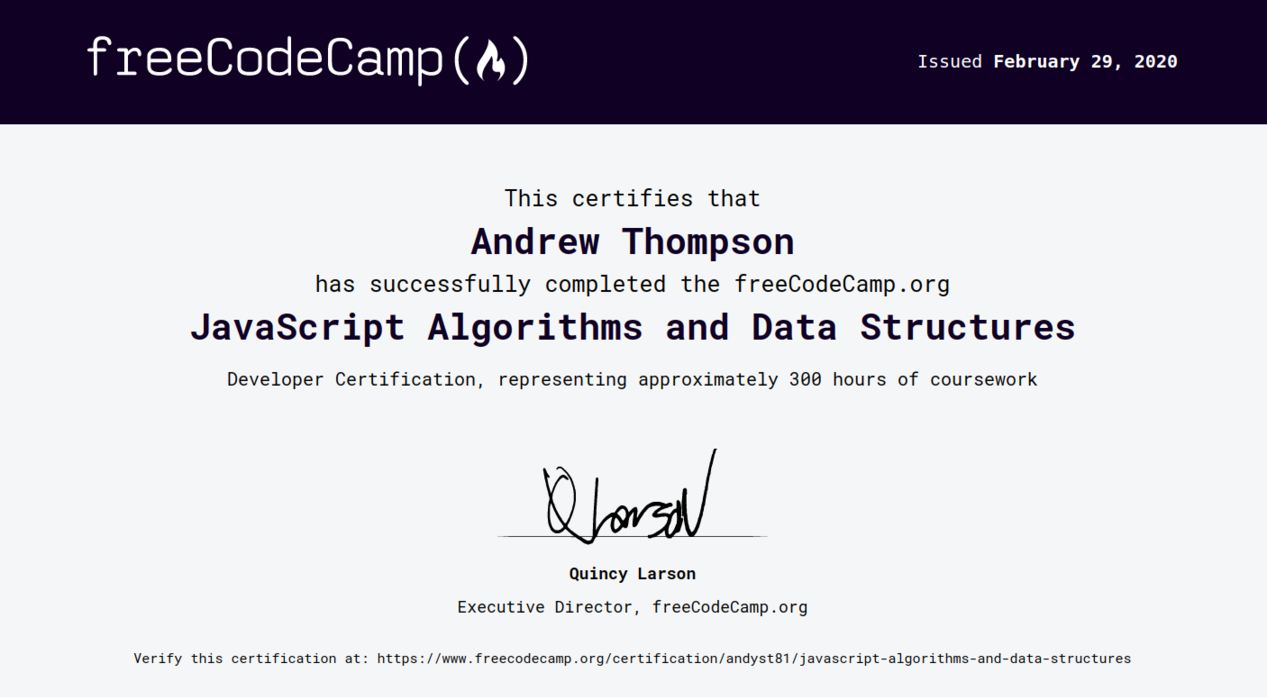 freeCodeCamp(🔥)
Issued February 29, 2020
This certifies that
Andrew Thompson
has successfully completed the freeCodeCamp.org
JavaScript Algorithms and Data Structures
Developer Certification, representing approximately 300 hours of coursework
Q Larson
Quincy Larson
Executive Director, freeCodeCamp.org
Verify this certification at: https://www.freecodecamp.org/certification/andyst81/javascript-algorithms-and-data-structures